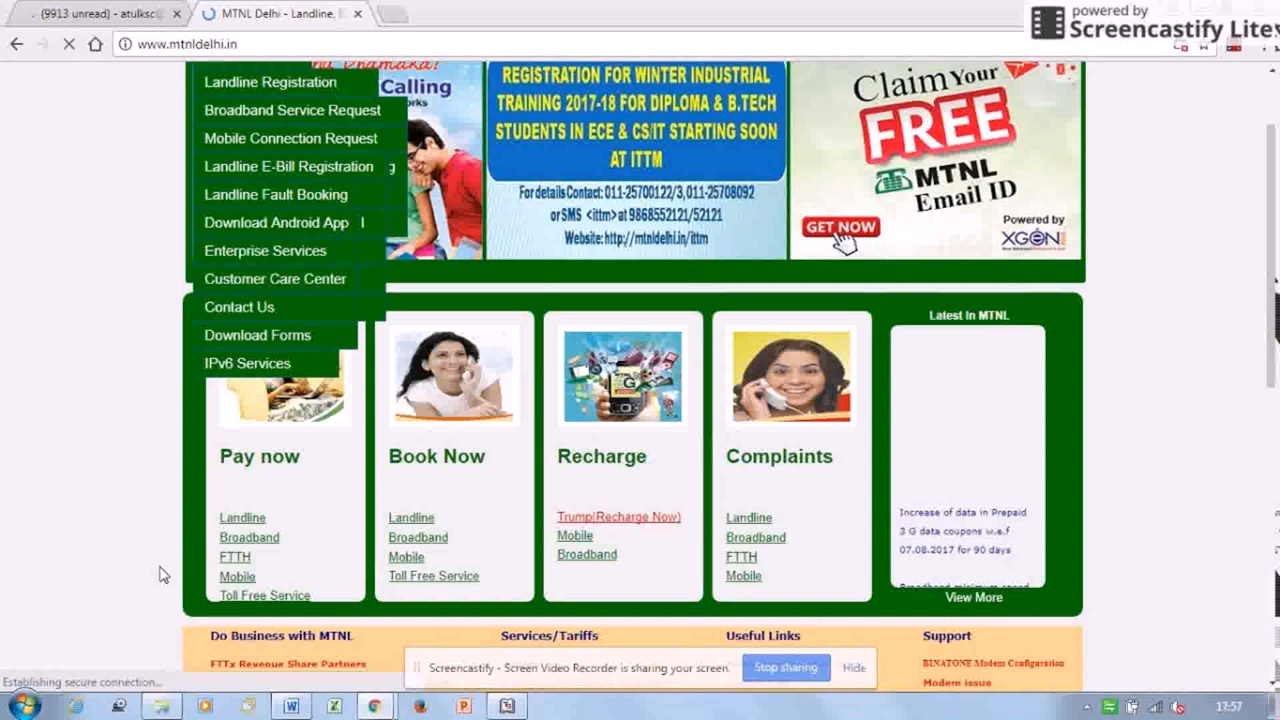 (9913 unread) - atulksc
MTNL Delhi - Landline,
powered by
Screencastify Lite
www.mtnldelhi.in
Landline Registration
Broadband Service Request
Mobile Connection Request
Landline E-Bill Registration
Landline Fault Booking
Download Android App
Enterprise Services
Customer Care Center
Contact Us
Download Forms
IPv6 Services
Calling
REGISTRATION FOR WINTER INDUSTRIAL
TRAINING 2017-18 FOR DIPLOMA & B.TECH
STUDENTS IN ECE & CS/IT STARTING SOON
AT ITTM
For details Contact: 011-25700122/3, 011-25708092
or SMS <ittm> at 9868552121/52121
Website: http://mtnldelhi.in/ittm
Claim Your
FREE
MTNL
Email ID
GET NOW
Powered by
XGEN
Pay now
Landline
Broadband
FTTH
Mobile
Toll Free Service
Book Now
Landline
Broadband
Mobile
Toll Free Service
Recharge
Trump(Recharge Now)
Mobile
Broadband
Complaints
Landline
Broadband
FTTH
Mobile
Latest In MTNL
Increase of data in Prepaid
3 G data coupons w.e.f
07.08.2017 for 90 days
View More
Do Business with MTNL
Services/Tariffs
Useful Links
Support
FTTx Revenue Share Partners
BINATONE Modem Configuration
Modem issue
Screencastify - Screen Video Recorder is sharing your screen.
Stop sharing
Hide
Establishing secure connection...
17:57